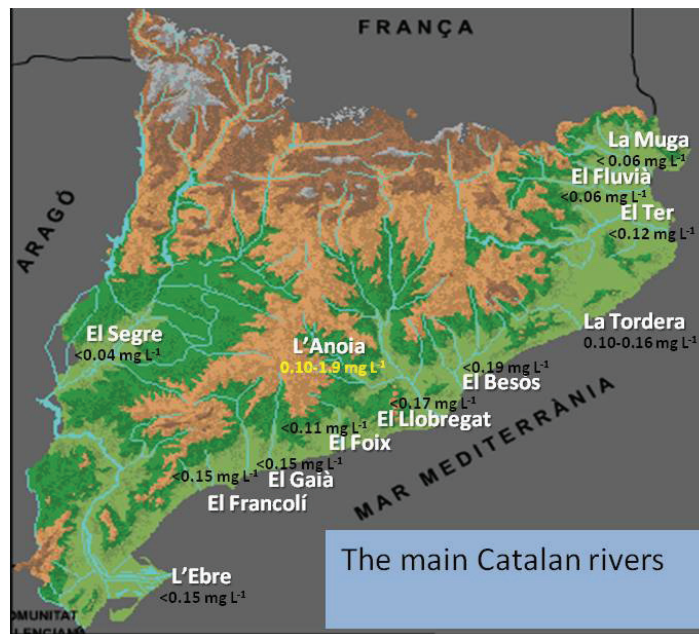 FRANÇA
La Muga
< 0.06 mg L-1
El Fluvià
<0.06 mg L-1
El Ter
<0.12 mg L-1
ARAGÓ
La Tordera
0.10-0.16 mg L-1
El Segre
<0.04 mg L-1
L'Anoia
0.10-1.9 mg L-1
<0.19 mg L-1
El Besòs
<0.17 mg L-1
El Llobregat
<0.11 mg L-1
El Foix
<0.15 mg L-1
El Gaià
<0.15 mg L-1
El Francolí
MAR MEDITERRÀNIA
The main Catalan rivers
L'Ebre
<0.15 mg L-1